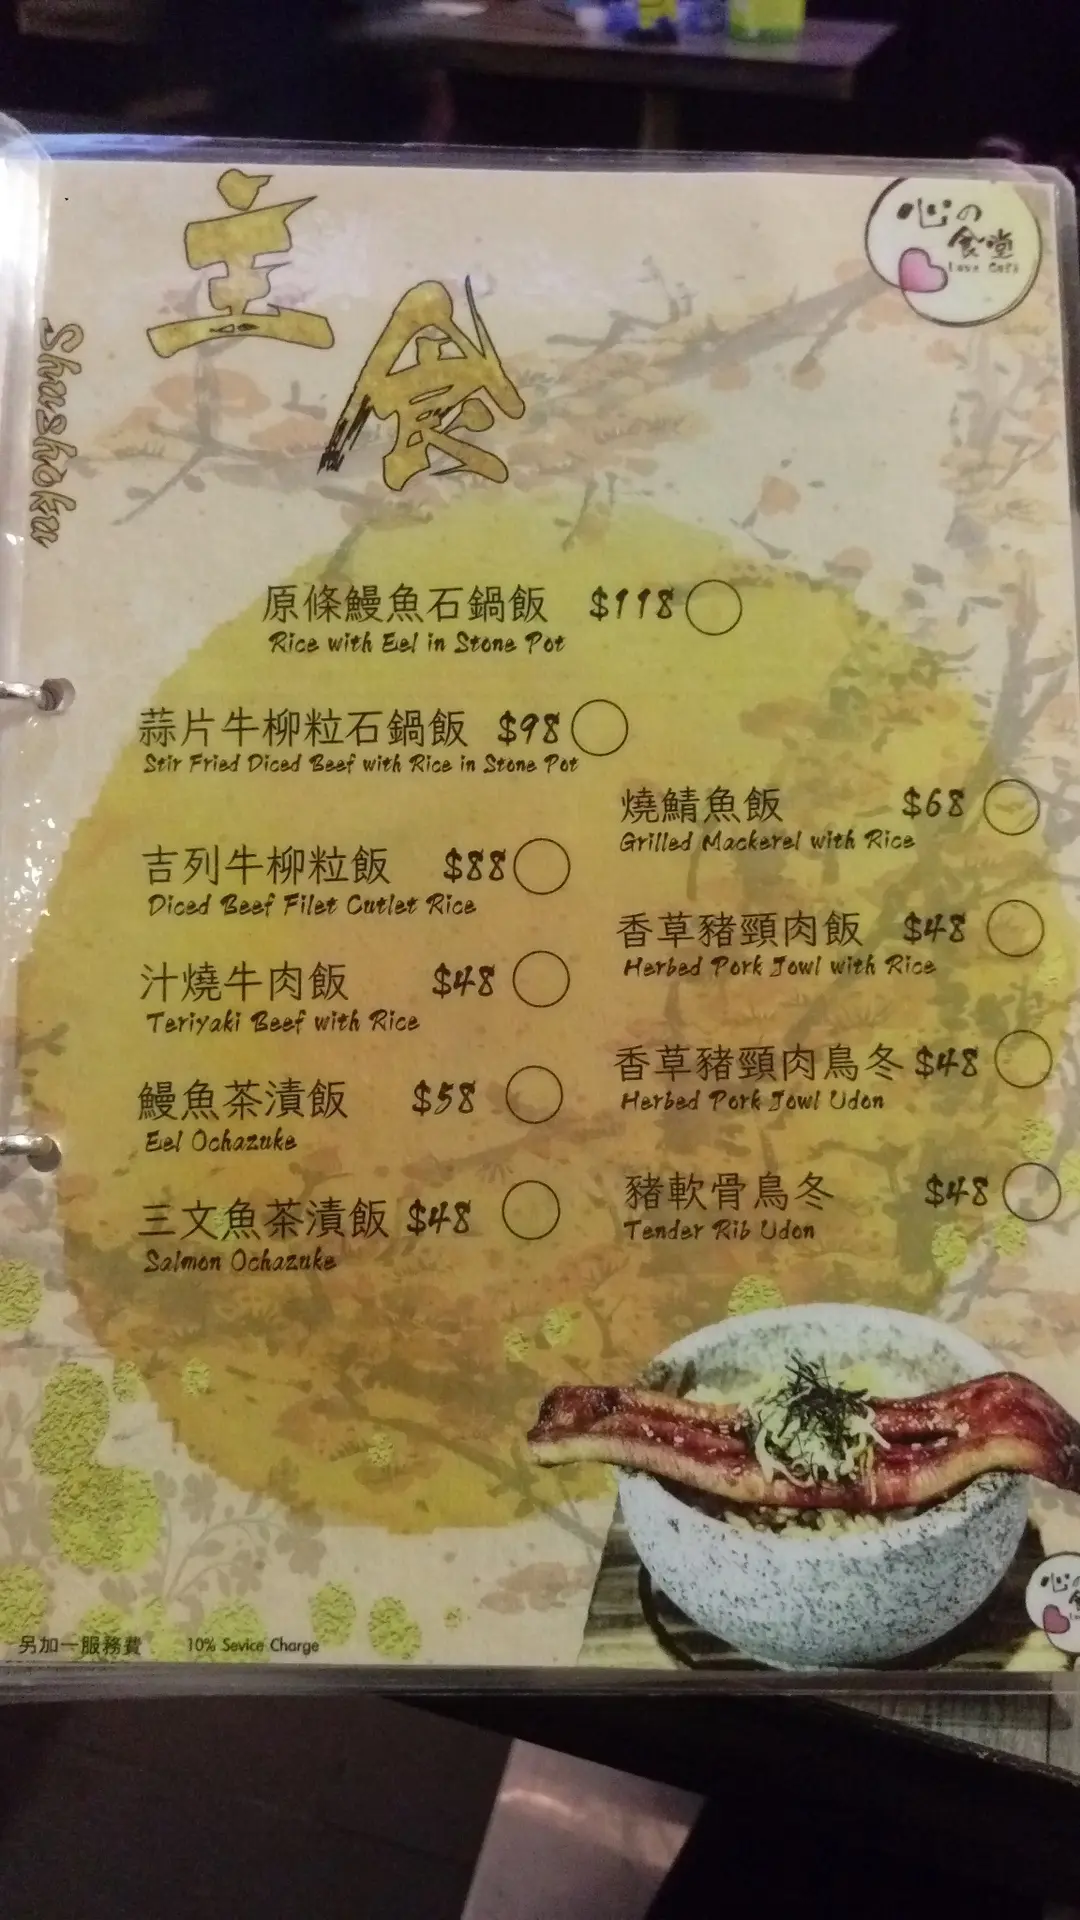 主食
Shushoku
心の
食堂
Love Café
原條鰻魚石鍋飯 $118
Rice with Eel in Stone Pot
蒜片牛柳粒石鍋飯 $98
Stir Fried Diced Beef with Rice in Stone Pot
吉列牛柳粒飯 $88
Diced Beef Filet Cutlet Rice
汁燒牛肉飯 $48
Teriyaki Beef with Rice
鰻魚茶漬飯 $58
Eel Ochazuke
三文魚茶漬飯 $48
Salmon Ochazuke
燒鯖魚飯 $68
Grilled Mackerel with Rice
香草豬頸肉飯 $48
Herbed Pork Jowl with Rice
香草豬頸肉鳥冬 $48
Herbed Pork Jowl Udon
豬軟骨鳥冬 $48
Tender Rib Udon
另加一服務費 10% Sevice Charge